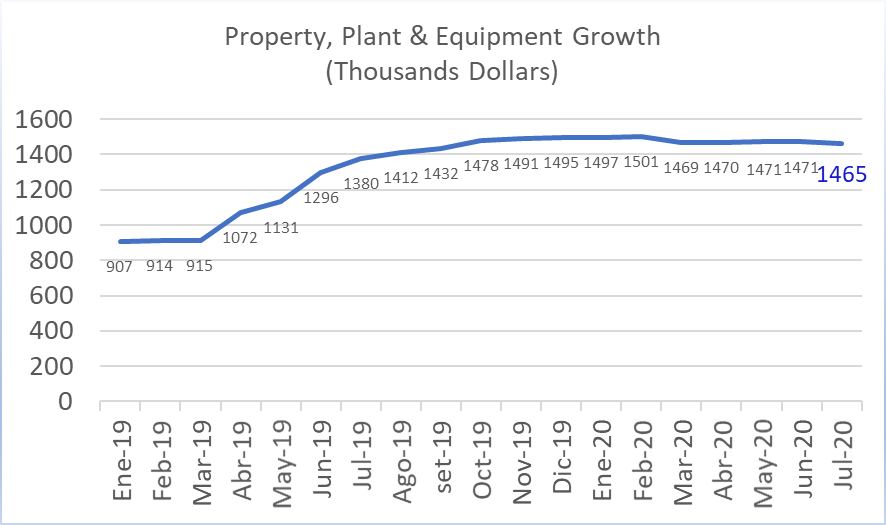 Property, Plant & Equipment Growth
(Thousands Dollars)
1600
1400
1200
1000
800
600
400
200
0
907
914
915
1072
1131
1296
1380
1412
1432
1478
1491
1495
1497
1501
1469
1470
1471
1471
1465
Ene-19
Feb-19
Mar-19
Abr-19
May-19
Jun-19
Jul-19
Ago-19
set-19
Oct-19
Nov-19
Dic-19
Ene-20
Feb-20
Mar-20
Abr-20
May-20
Jun-20
Jul-20